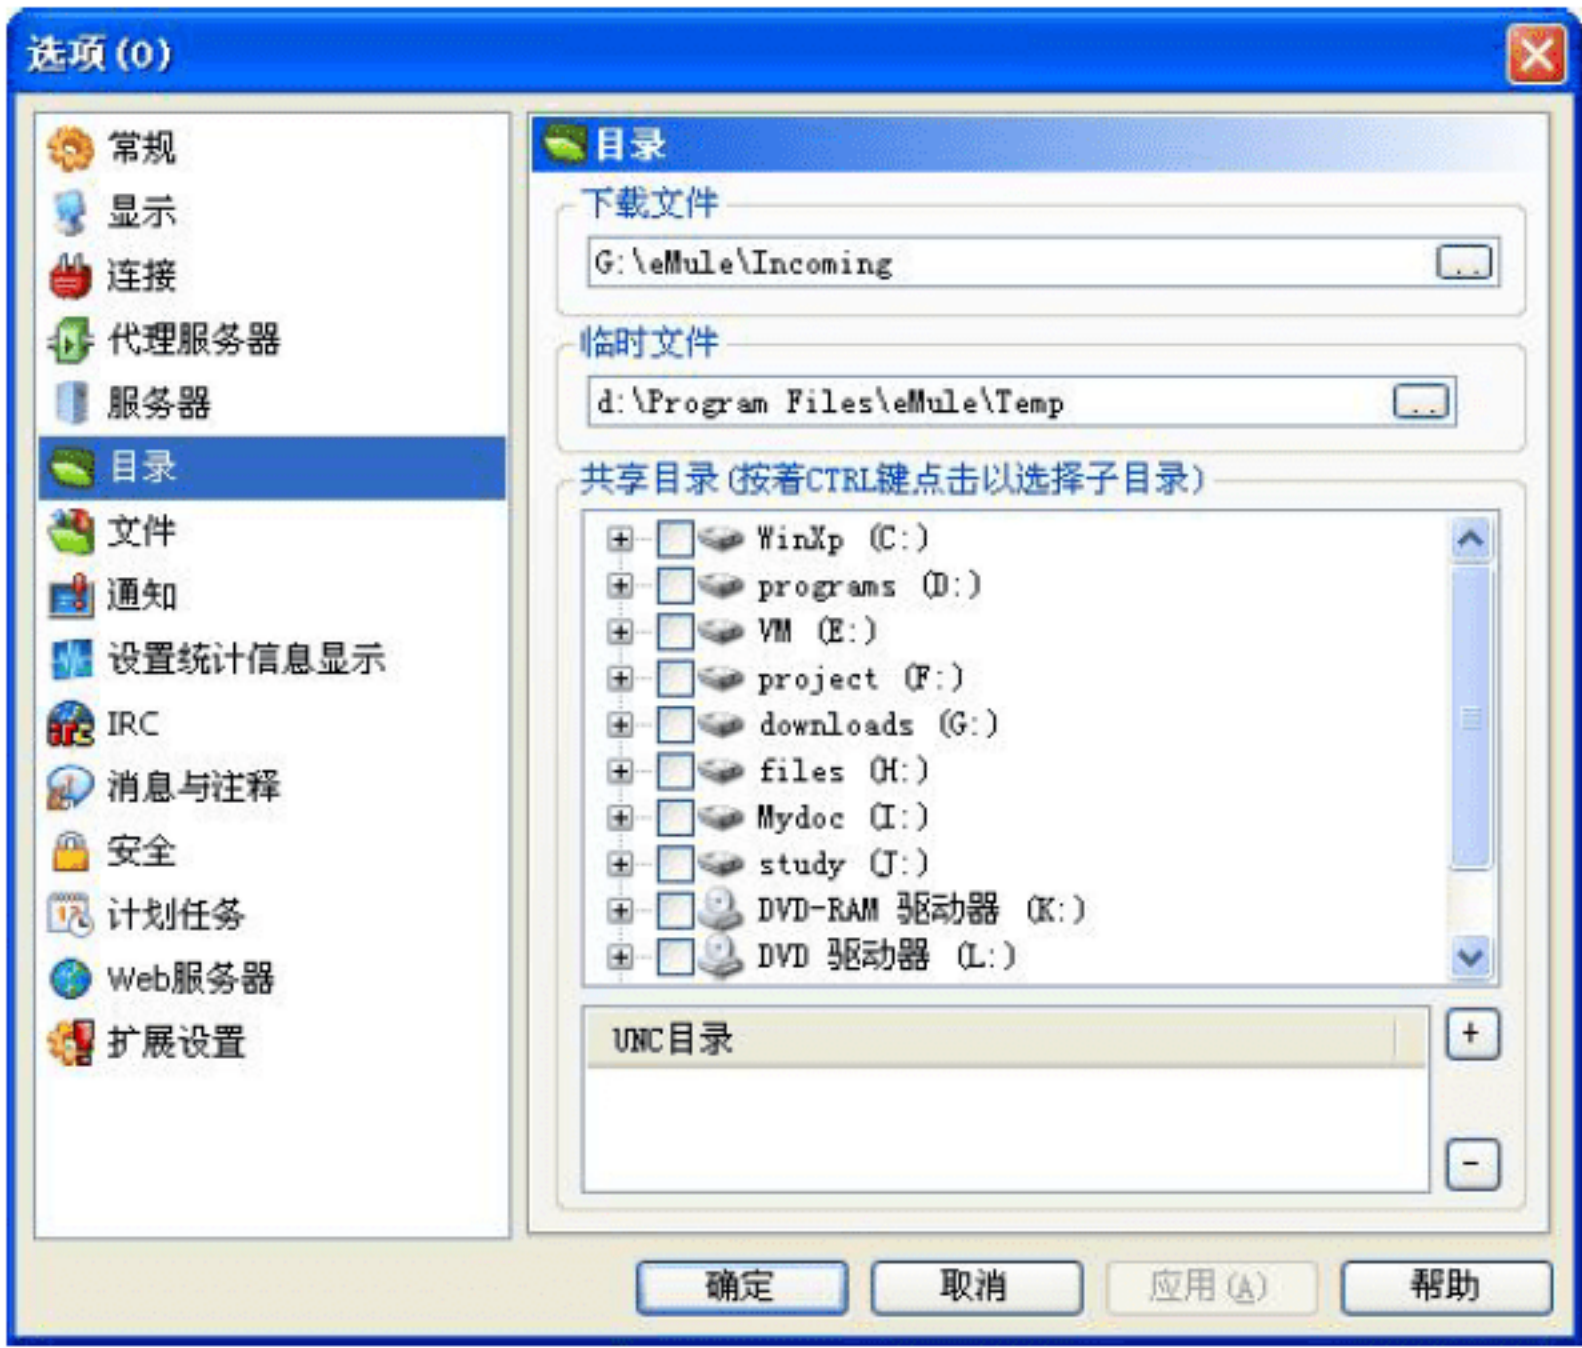 选项(O)
常规
显示
连接
代理服务器
服务器
目录
文件
通知
设置统计信息显示
IRC
消息与注释
安全
计划任务
Web服务器
扩展设置
目录
下载文件
G:\eMule\Incoming
..
临时文件
d:\Program Files\eMule\Temp
..
共享目录(按着CTRL键点击以选择子目录)
WinXp (C:)
programs (D:)
VM (E:)
project (F:)
downloads (G:)
files (H:)
Mydoc (I:)
study (J:)
DVD-RAM 驱动器 (K:)
DVD 驱动器 (L:)
UNC目录
+
-
确定
取消
应用(A)
帮助